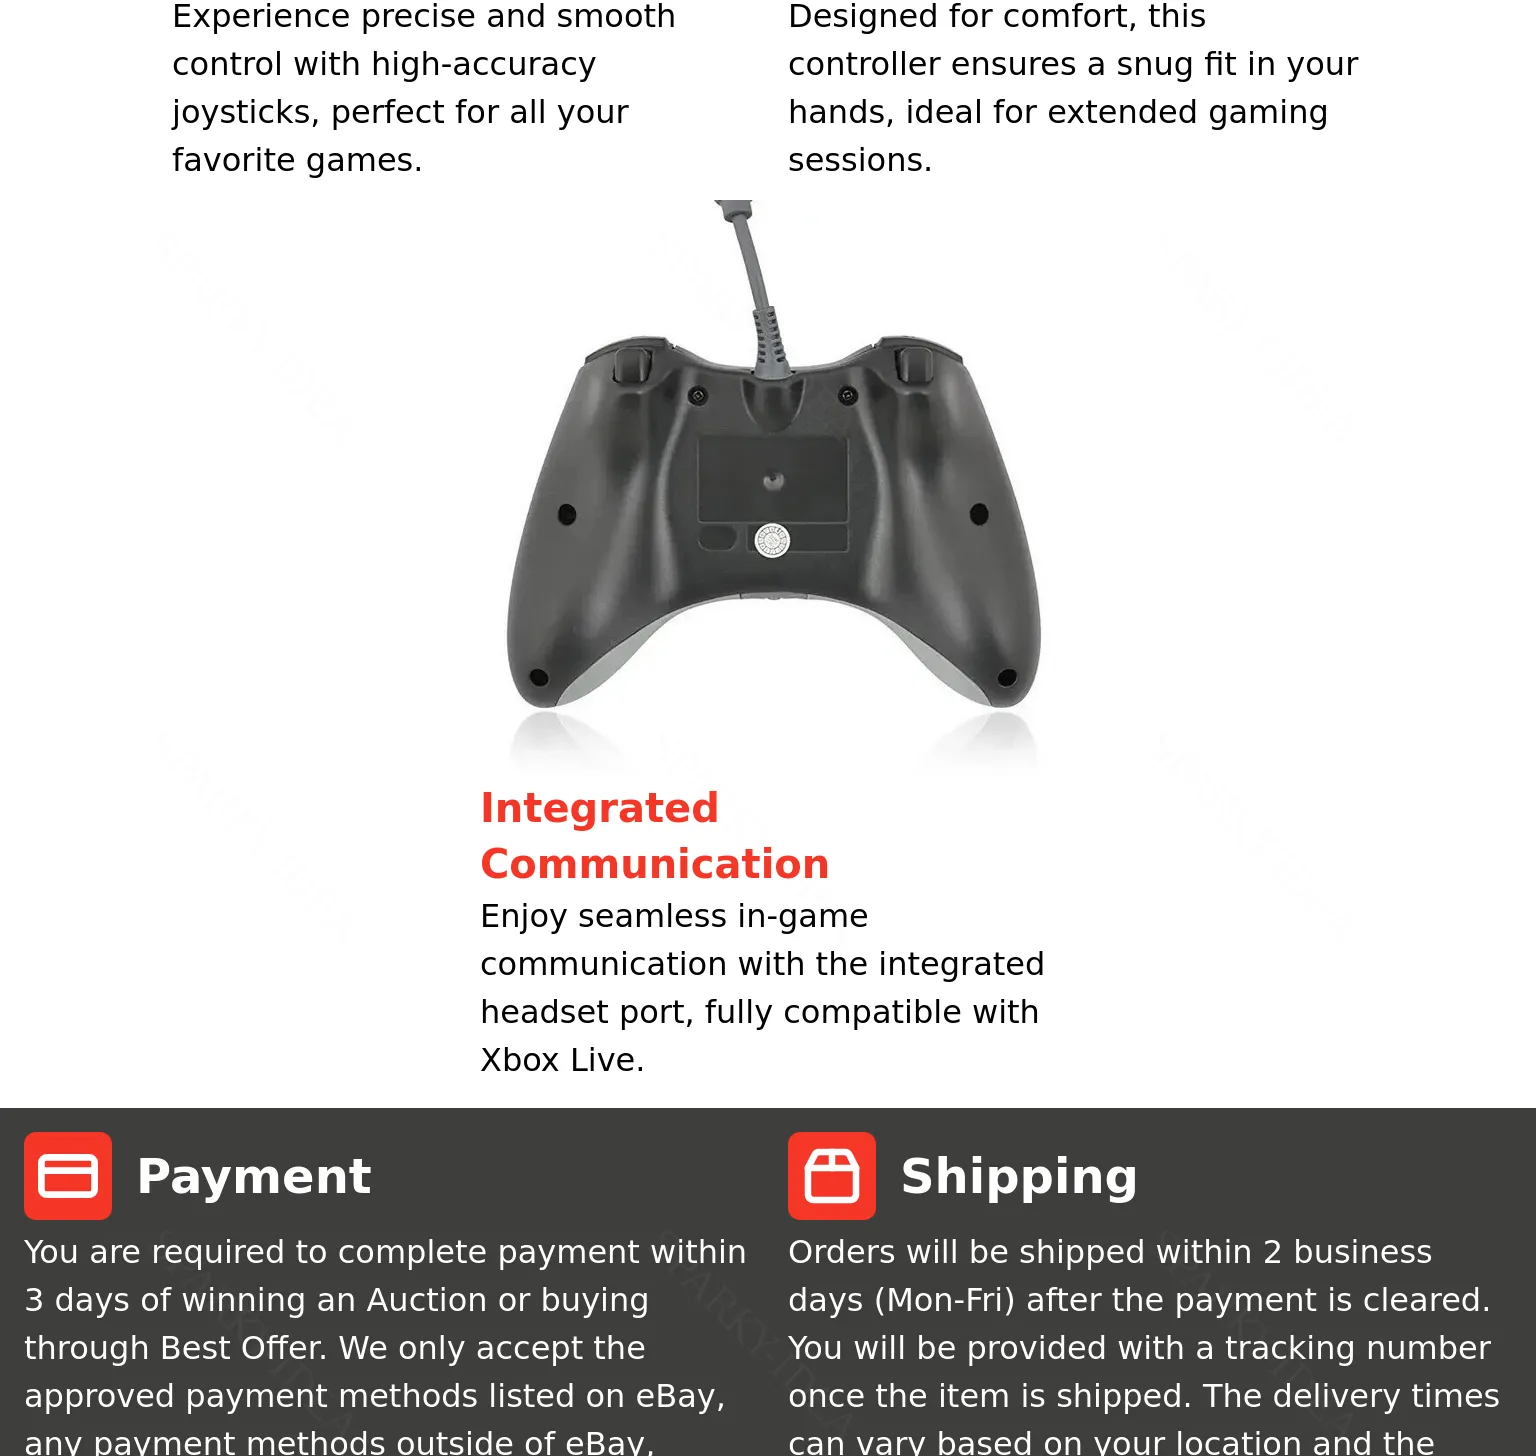 Experience precise and smooth
control with high-accuracy
joysticks, perfect for all your
favorite games.
Designed for comfort, this
controller ensures a snug fit in your
hands, ideal for extended gaming
sessions.
Integrated
Communication
Enjoy seamless in-game
communication with the integrated
headset port, fully compatible with
Xbox Live.
Payment
You are required to complete payment within
3 days of winning an Auction or buying
through Best Offer. We only accept the
approved payment methods listed on eBay,
any payment methods outside of eBay,
Shipping
Orders will be shipped within 2 business
days (Mon-Fri) after the payment is cleared.
You will be provided with a tracking number
once the item is shipped. The delivery times
can vary based on your location and the